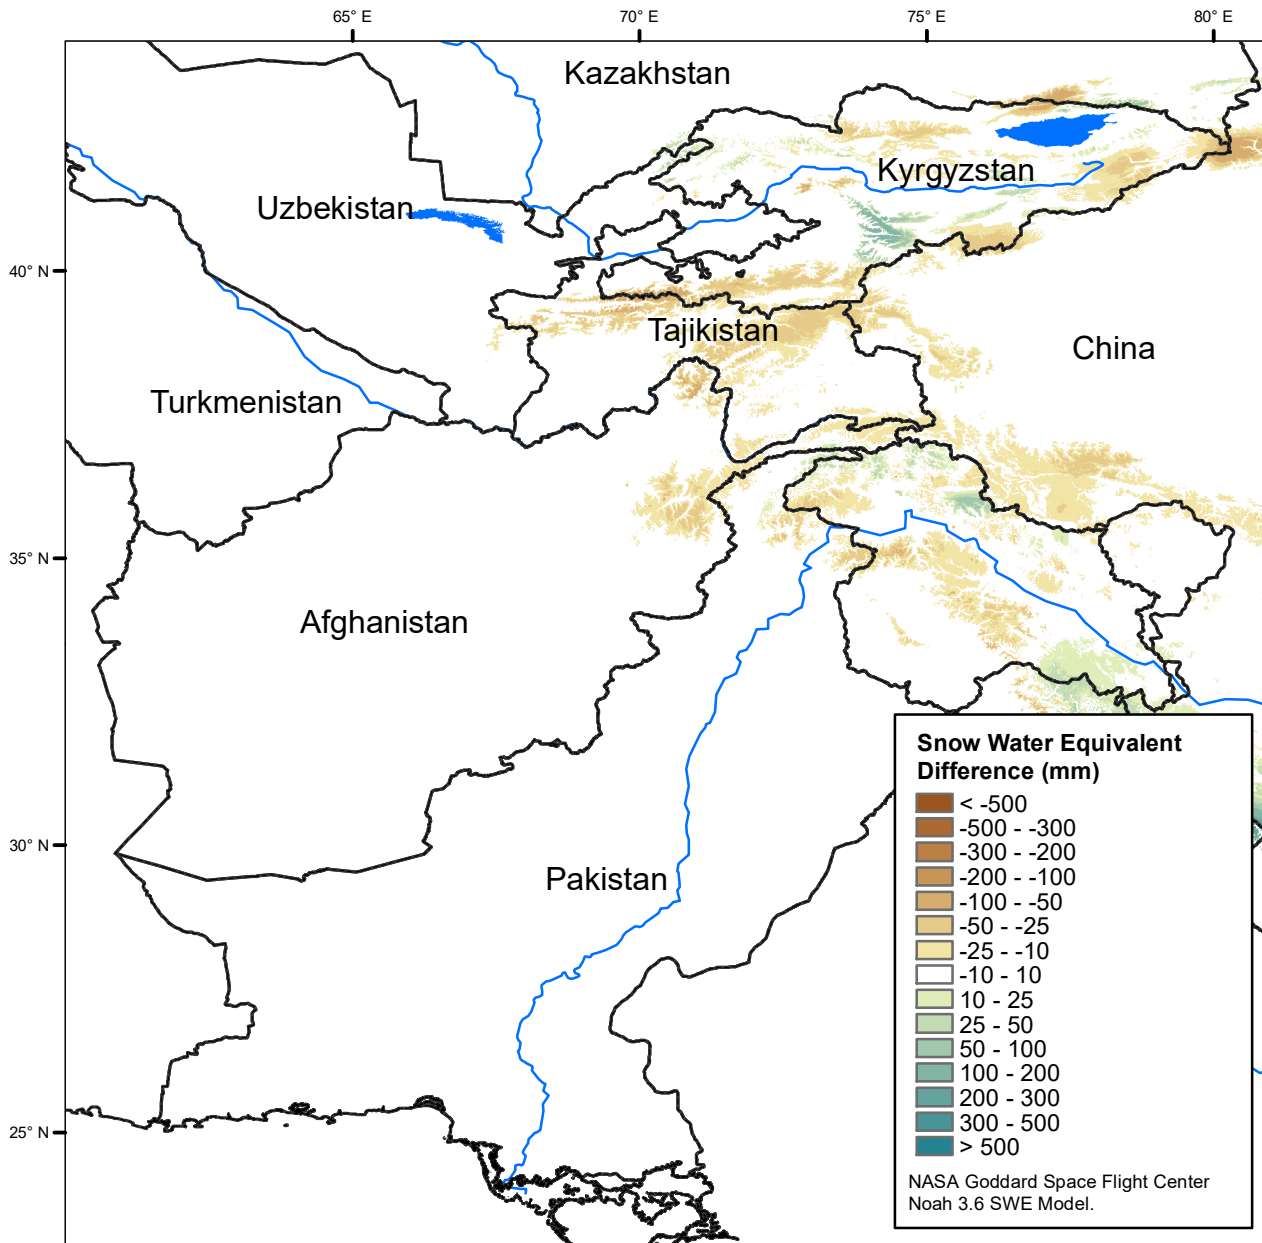 65° E
70° E
75° E
80° E
Kazakhstan
Kyrgyzstan
Uzbekistan
40° N
Tajikistan
China
Turkmenistan
35° N
Afghanistan
30° N
Pakistan
25° N
Snow Water Equivalent
Difference (mm)
< -500
-500 - -300
-300 - -200
-200 - -100
-100 - -50
-50 - -25
-25 - -10
-10 - 10
10 - 25
25 - 50
50 - 100
100 - 200
200 - 300
300 - 500
> 500
NASA Goddard Space Flight Center
Noah 3.6 SWE Model.